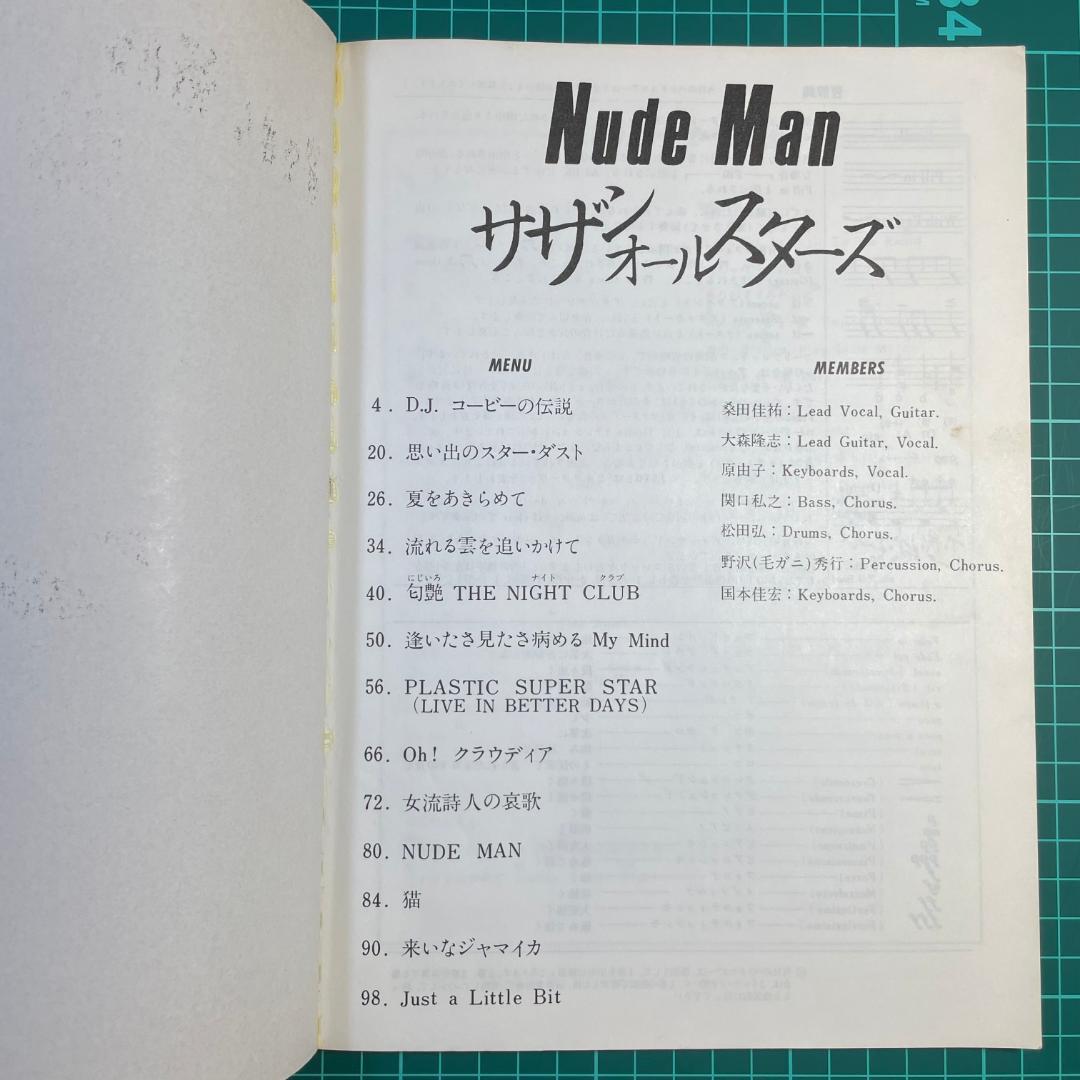 Nude Man
サザンオールスターズ
MENU
4. D.J. コービーの伝説
20. 思い出のスター・ダスト
26. 夏をあきらめて
34. 流れる雲を追いかけて
にじいろ ナイト クラブ
40. 匂艶 THE NIGHT CLUB
50. 逢いたさ見たさ病める My Mind
56. PLASTIC SUPER STAR
(LIVE IN BETTER DAYS)
66. Oh! クラウディア
72. 女流詩人の哀歌
80. NUDE MAN
84. 猫
90. 来いなジャマイカ
98. Just a Little Bit
MEMBERS
桑田佳祐：Lead Vocal, Guitar.
大森隆志：Lead Guitar, Vocal.
原由子：Keyboards, Vocal.
関口私之：Bass, Chorus.
松田弘：Drums, Chorus.
野沢(毛ガニ)秀行：Percussion, Chorus.
国本佳宏：Keyboards, Chorus.